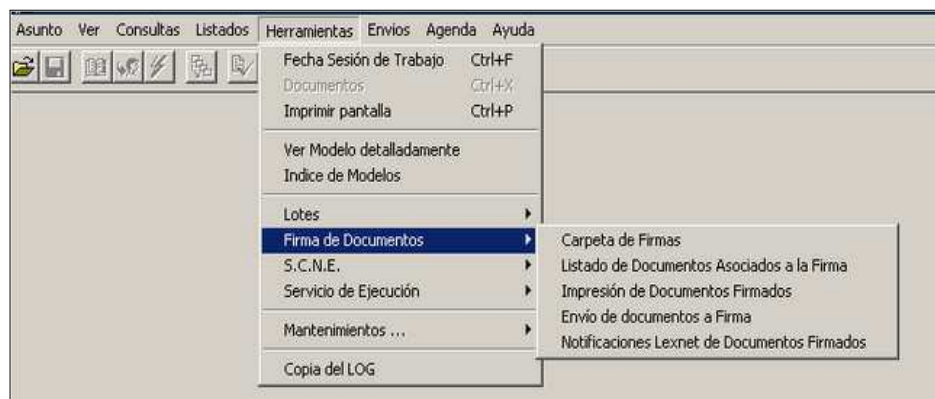 Asunto Ver Consultas Listados Herramientas Envios Agenda Ayuda
Fecha Sesión de Trabajo Ctrl+F
Documentos Ctrl+X
Imprimir pantalla Ctrl+P
Ver Modelo detalladamente
Indice de Modelos
Lotes
Firma de Documentos
S.C.N.E.
Servicio de Ejecución
Mantenimientos ...
Copia del LOG
Carpeta de Firmas
Listado de Documentos Asociados a la Firma
Impresión de Documentos Firmados
Envío de documentos a Firma
Notificaciones Lexnet de Documentos Firmados